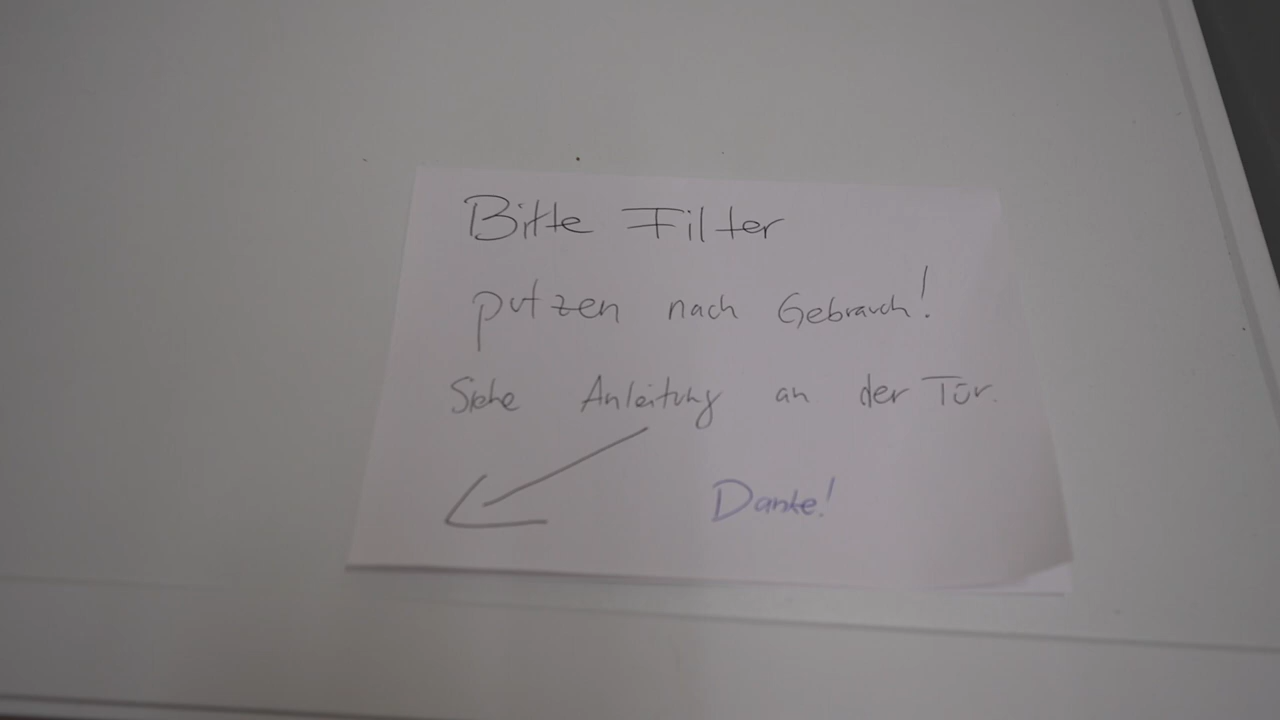 Bitte Filter
putzen nach Gebrauch!
Siehe Anleitung an der Tür.
Danke!